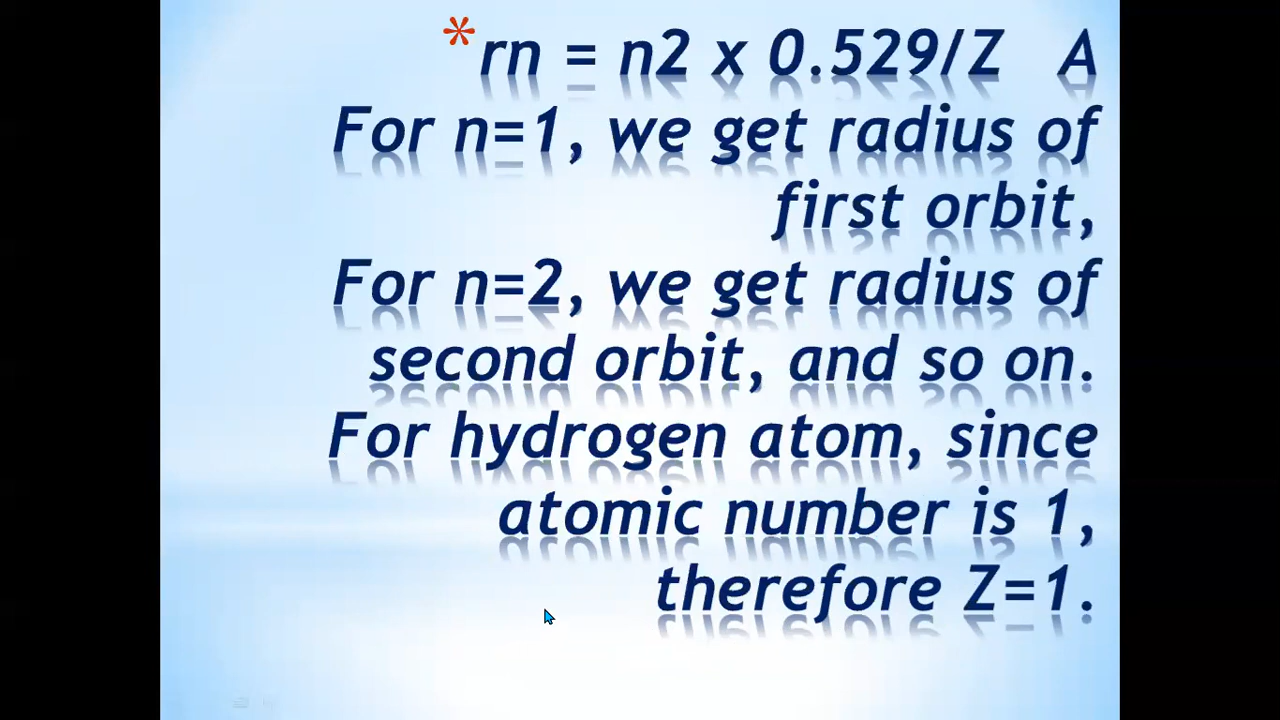 *rn = n2 x 0.529/Z A
For n=1, we get radius of
first orbit,
For n=2, we get radius of
second orbit, and so on.
For hydrogen atom, since
atomic number is 1,
therefore Z=1.